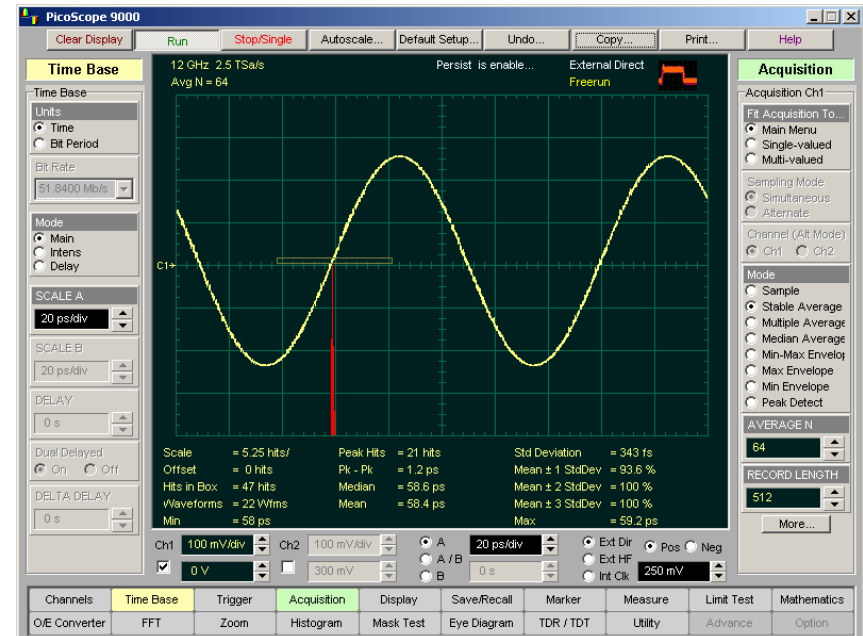 PicoScope 9000
Clear Display Run Stop/Single Autoscale... Default Setup... Undo... Copy... Print... Help
Time Base
Time Base
Units
Time
Bit Period
Bit Rate
51.8400 Mb/s
Mode
Main
Intens
Delay
SCALE A
20 ps/div
SCALE B
20 ps/div
DELAY
0 s
Dual Delayed
On Off
DELTA DELAY
0 s
12 GHz 2.5 TSa/s Persist is enable... External Direct
Avg N = 64 Freerun
C1
Scale = 5.25 hits/ Peak Hits = 21 hits Std Deviation = 343 fs
Offset = 0 hits Pk - Pk = 1.2 ps Mean ± 1 StdDev = 93.6 %
Hits in Box = 47 hits Median = 58.6 ps Mean ± 2 StdDev = 100 %
Waveforms = 22 Wfms Mean = 58.4 ps Mean ± 3 StdDev = 100 %
Min = 58 ps Max = 59.2 ps
Acquisition
Acquisition Ch1
Fit Acquisition To...
Main Menu
Single-valued
Multi-valued
Sampling Mode
Simultaneous
Alternate
Channel (Alt Mode)
Ch1 Ch2
Mode
Sample
Stable Average
Multiple Average
Median Average
Min-Max Envelop
Max Envelope
Min Envelope
Peak Detect
AVERAGE N
64
RECORD LENGTH
512
More...
Ch1 100 mV/div Ch2 100 mV/div A 20 ps/div Ext Dir Pos Neg
A / B Ext HF
0 V 300 mV B 0 s Int Clk 250 mV
Channels Time Base Trigger Acquisition Display Save/Recall Marker Measure Limit Test Mathematics
O/E Converter FFT Zoom Histogram Mask Test Eye Diagram TDR / TDT Utility Advance Option